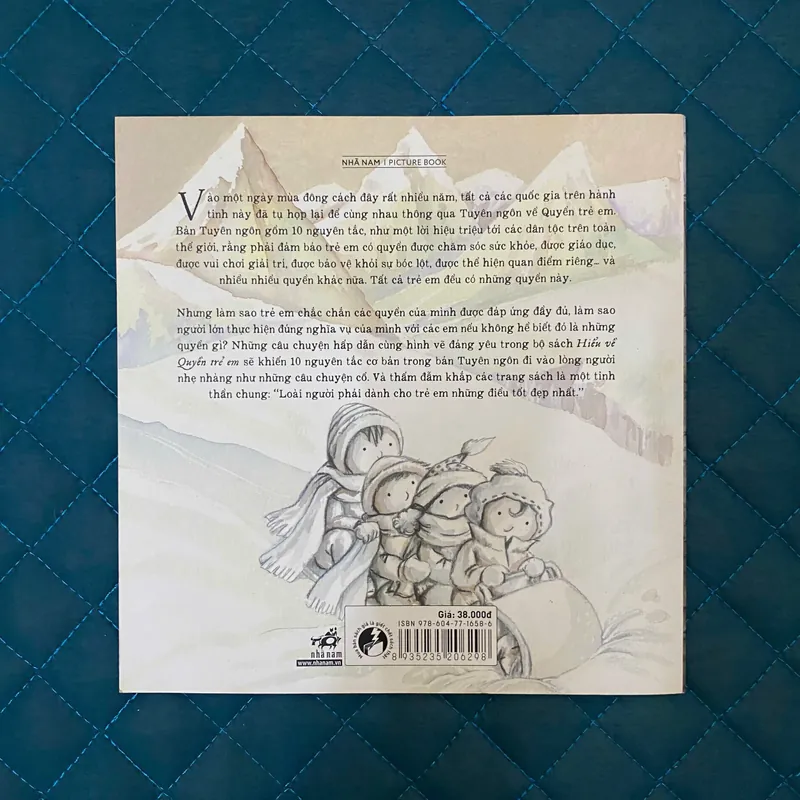 NHÃ NAM | PICTURE BOOK
Vào một ngày mùa đông cách đây rất nhiều năm, tất cả các quốc gia trên hành
tinh này đã tụ họp lại để cùng nhau thông qua Tuyên ngôn về Quyền trẻ em.
Bản Tuyên ngôn gồm 10 nguyên tắc, như một lời hiệu triệu tới các dân tộc trên toàn
thế giới, rằng phải đảm bảo trẻ em có quyền được chăm sóc sức khỏe, được giáo dục,
được vui chơi giải trí, được bảo vệ khỏi sự bóc lột, được thể hiện quan điểm riêng... và
nhiều nhiều quyền khác nữa. Tất cả trẻ em đều có những quyền này.
Nhưng làm sao trẻ em chắc chắn các quyền của mình được đáp ứng đầy đủ, làm sao
người lớn thực hiện đúng nghĩa vụ của mình với các em nếu không hề biết đó là những
quyền gì? Những câu chuyện hấp dẫn cùng hình vẽ đáng yêu trong bộ sách Hiểu về
Quyền trẻ em sẽ khiến 10 nguyên tắc cơ bản trong bản Tuyên ngôn đi vào lòng người
nhẹ nhàng như những câu chuyện cổ. Và thấm đẫm khắp các trang sách là một tinh
thần chung: “Loài người phải dành cho trẻ em những điều tốt đẹp nhất.”
Giá: 38.000đ
ISBN 978-604-77-1658-6
8 935235 206298
nhã nam
www.nhanam.vn
Mua bán sách giả là giết chết sách thật!